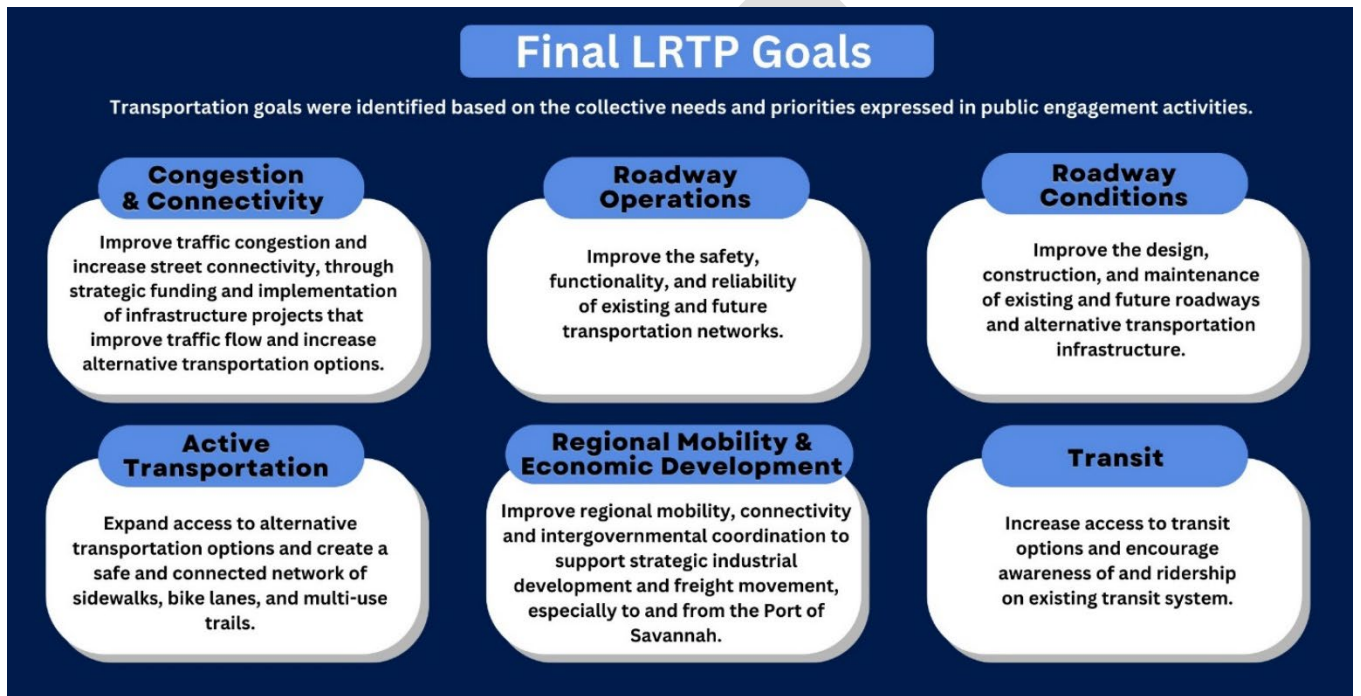 Final LRTP Goals
Transportation goals were identified based on the collective needs and priorities expressed in public engagement activities.
Congestion
& Connectivity
Improve traffic congestion and
increase street connectivity, through
strategic funding and implementation
of infrastructure projects that
improve traffic flow and increase
alternative transportation options.
Roadway
Operations
Improve the safety,
functionality, and reliability
of existing and future
transportation networks.
Roadway
Conditions
Improve the design,
construction, and maintenance
of existing and future roadways
and alternative transportation
infrastructure.
Active
Transportation
Expand access to alternative
transportation options and create a
safe and connected network of
sidewalks, bike lanes, and multi-use
trails.
Regional Mobility &
Economic Development
Improve regional mobility, connectivity
and intergovernmental coordination to
support strategic industrial
development and freight movement,
especially to and from the Port of
Savannah.
Transit
Increase access to transit
options and encourage
awareness of and ridership
on existing transit system.